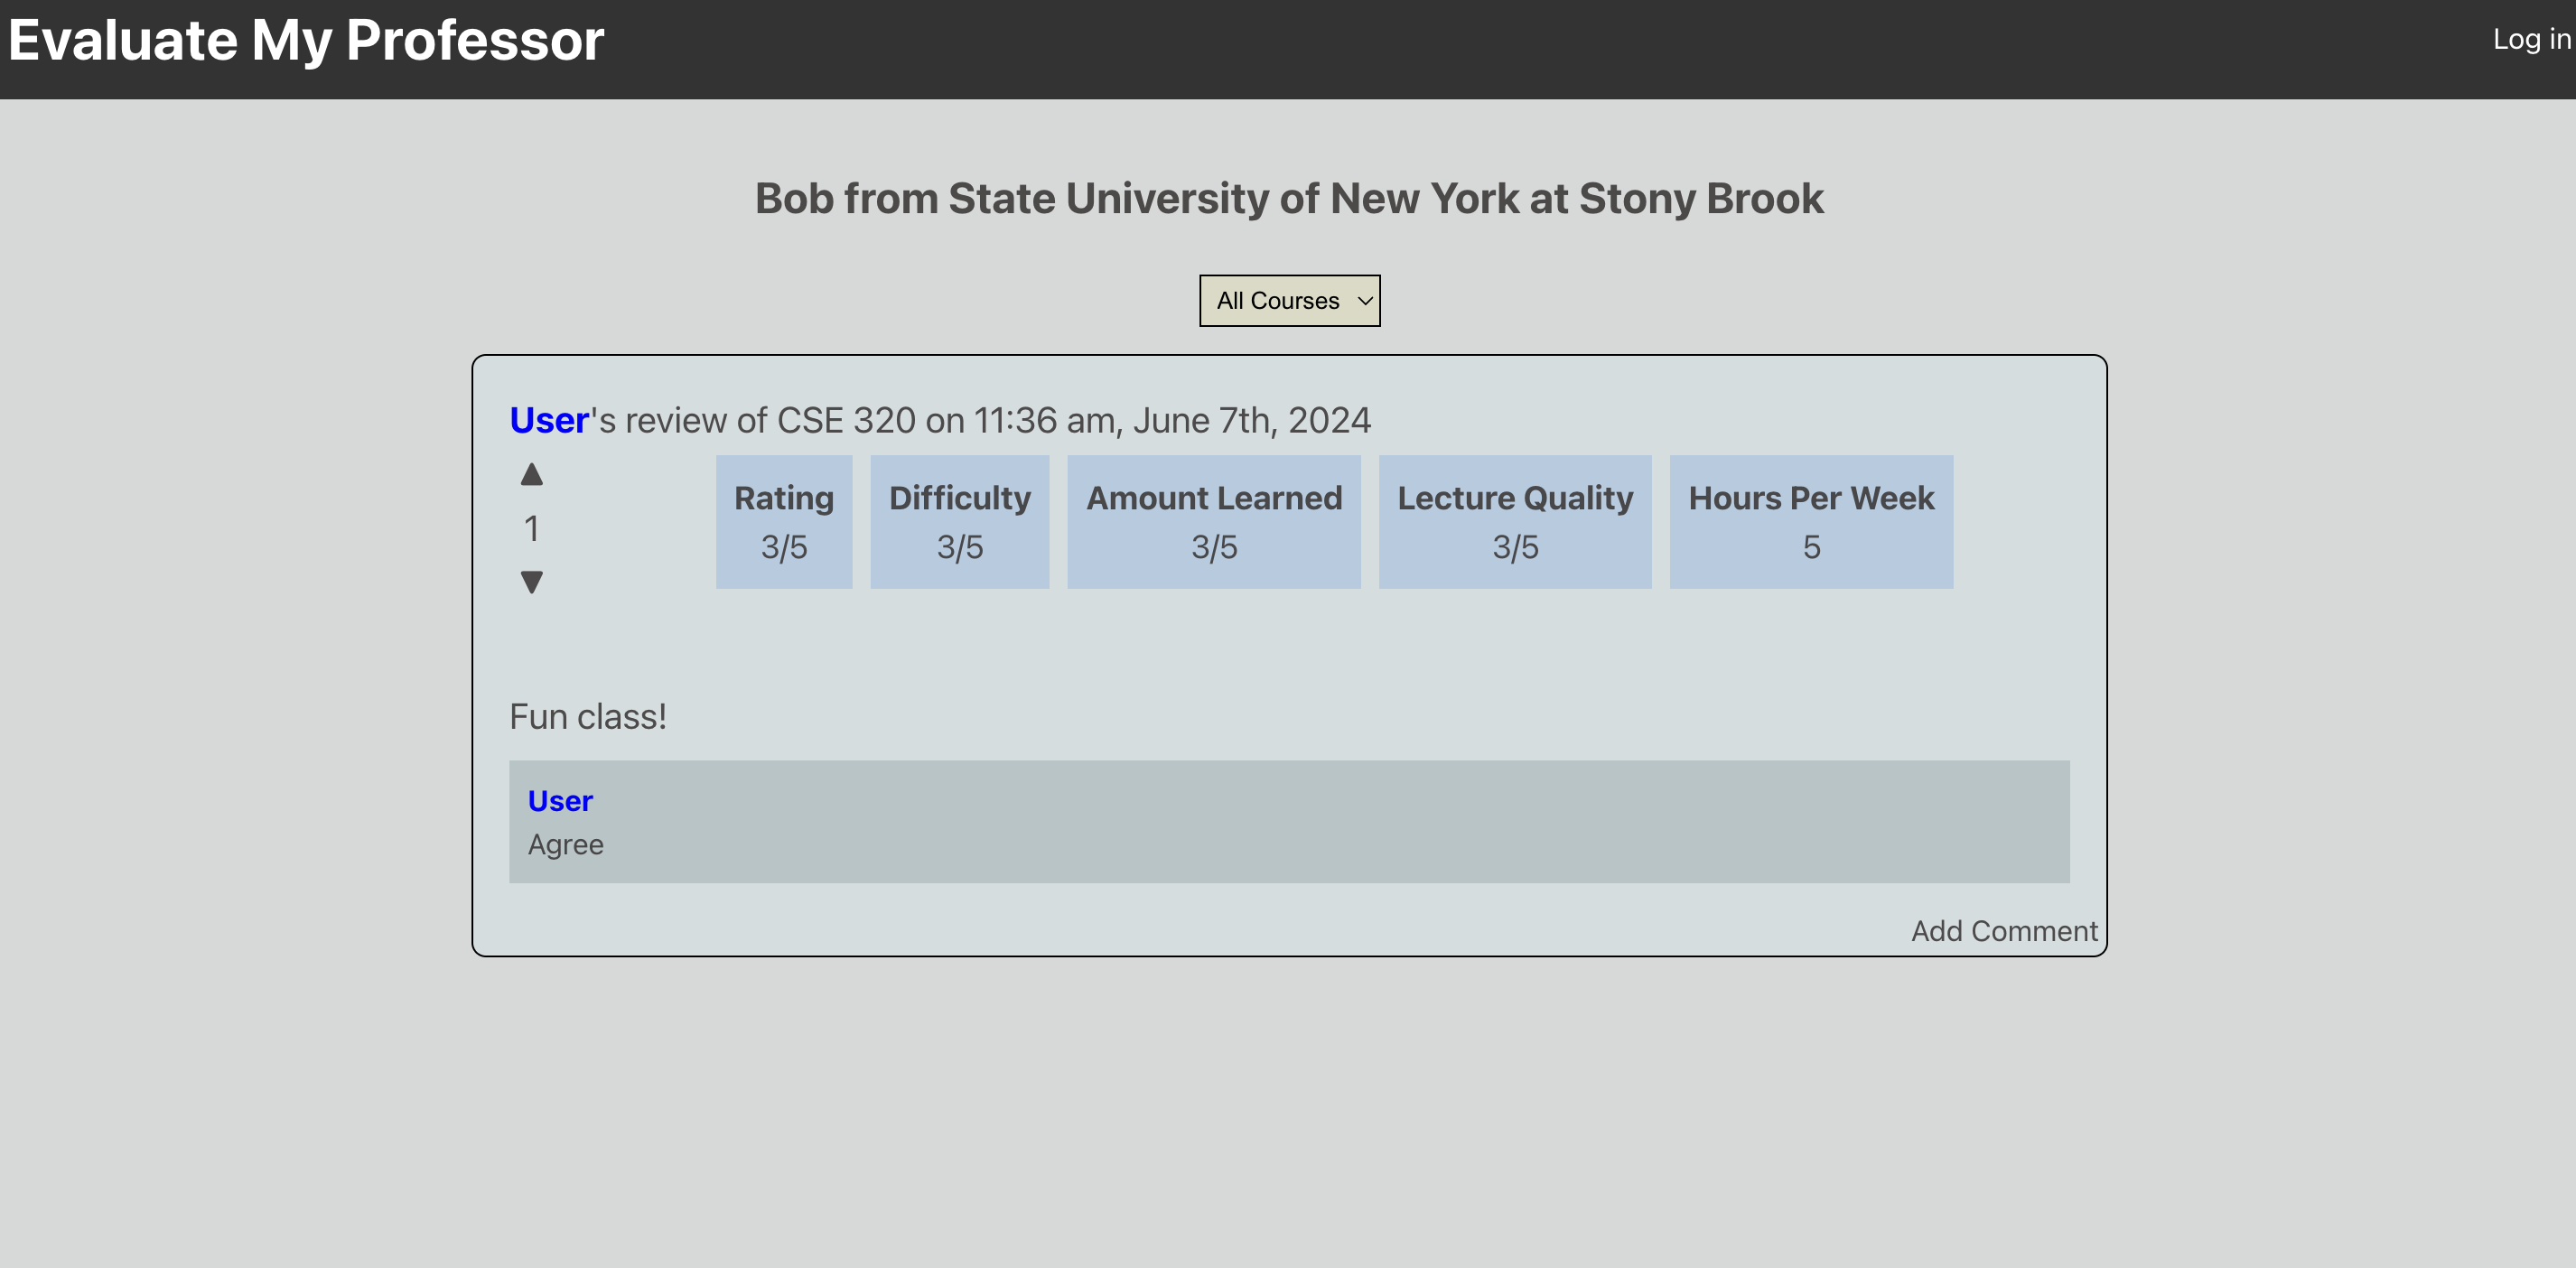 Evaluate My Professor
Log in
Bob from State University of New York at Stony Brook
All Courses
User's review of CSE 320 on 11:36 am, June 7th, 2024
1
Rating
3/5
Difficulty
3/5
Amount Learned
3/5
Lecture Quality
3/5
Hours Per Week
5
Fun class!
User
Agree
Add Comment